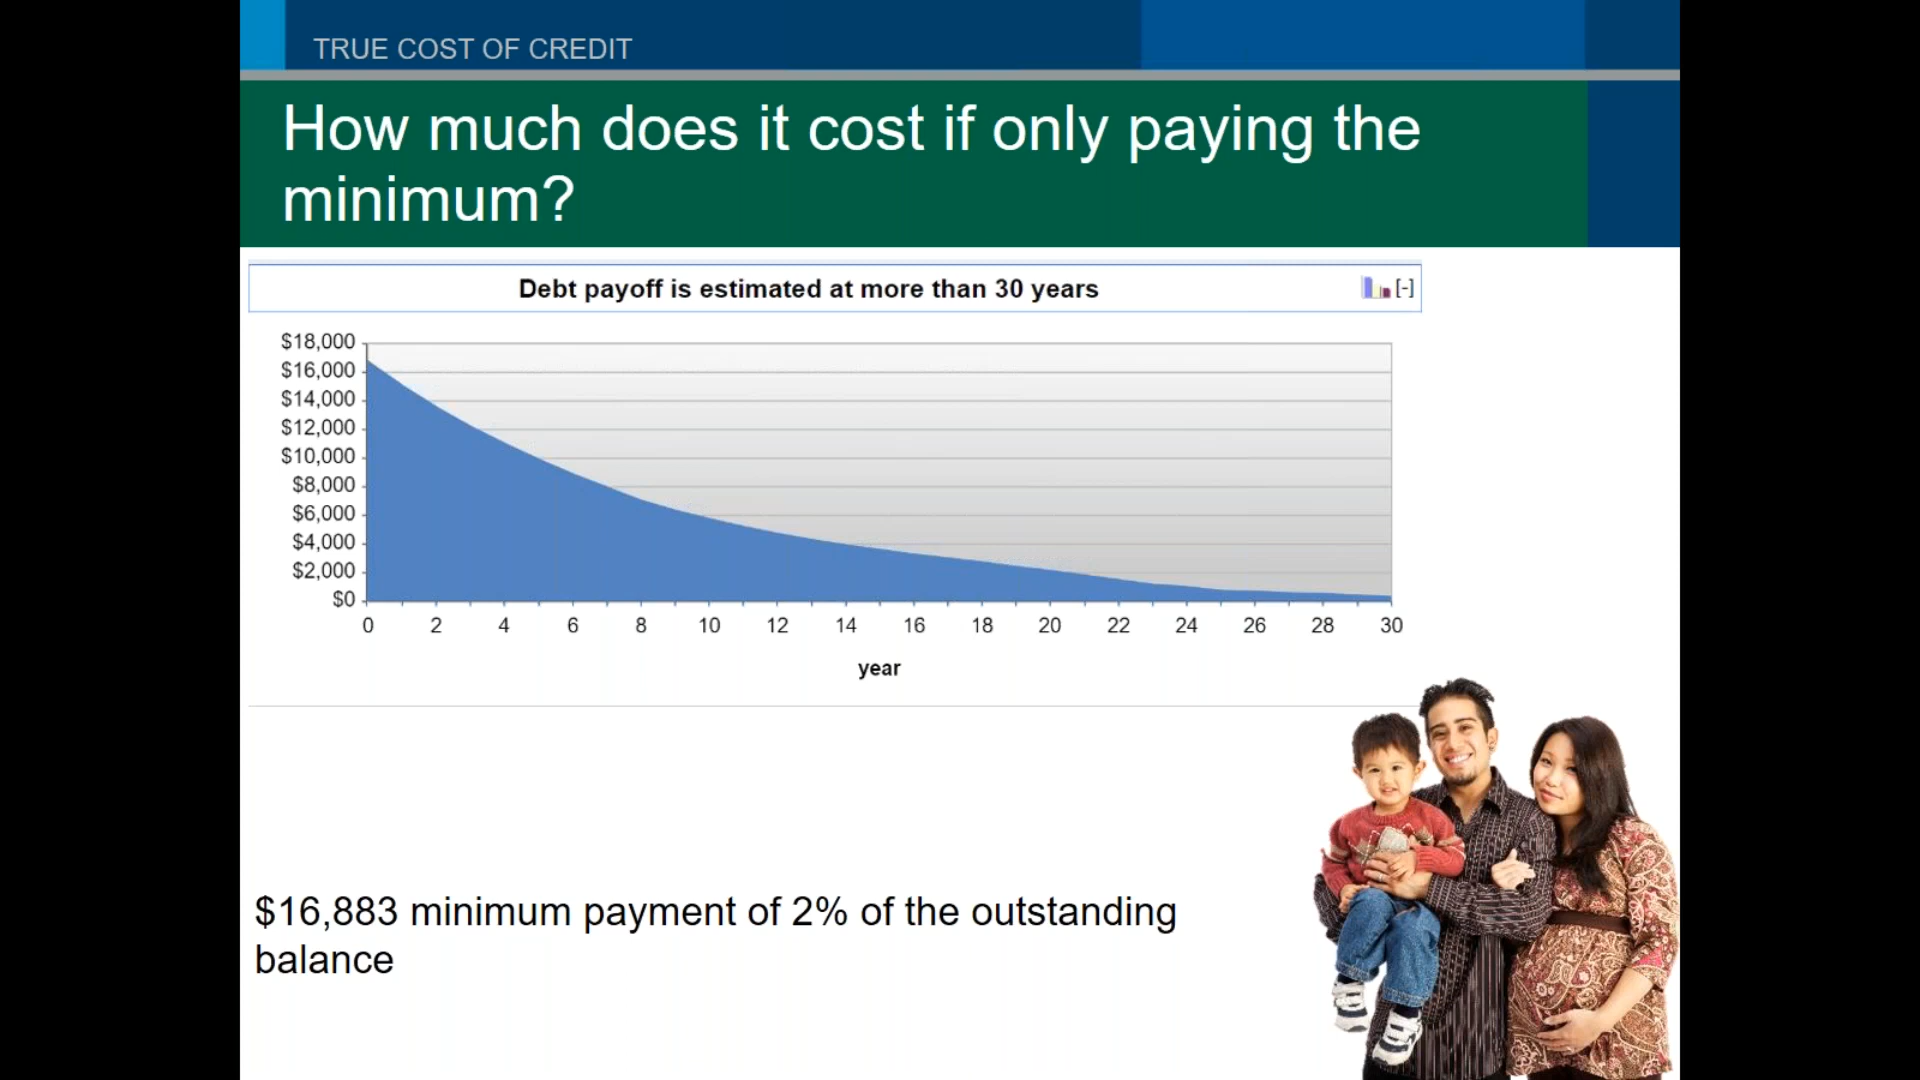 TRUE COST OF CREDIT
How much does it cost if only paying the
minimum?
Debt payoff is estimated at more than 30 years
[-]
$18,000
$16,000
$14,000
$12,000
$10,000
$8,000
$6,000
$4,000
$2,000
$0
0 2 4 6 8 10 12 14 16 18 20 22 24 26 28 30
year
$16,883 minimum payment of 2% of the outstanding
balance